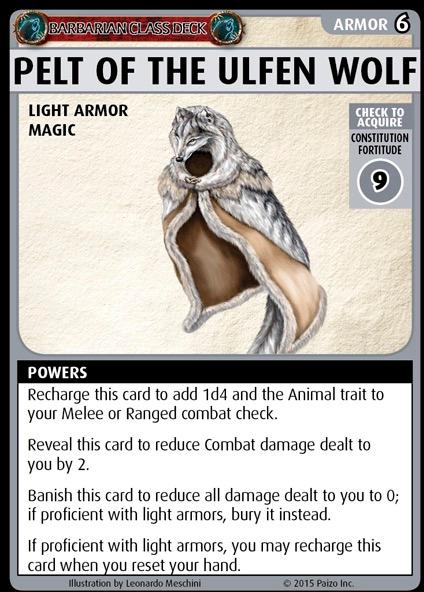 BARBARIAN CLASS DECK
ARMOR 6
PELT OF THE ULFEN WOLF
LIGHT ARMOR
MAGIC
CHECK TO
ACQUIRE
CONSTITUTION
FORTITUDE
9
POWERS
Recharge this card to add 1d4 and the Animal trait to
your Melee or Ranged combat check.
Reveal this card to reduce Combat damage dealt to
you by 2.
Banish this card to reduce all damage dealt to you to 0;
if proficient with light armors, bury it instead.
If proficient with light armors, you may recharge this
card when you reset your hand.
Illustration by Leonardo Meschini © 2015 Paizo Inc.